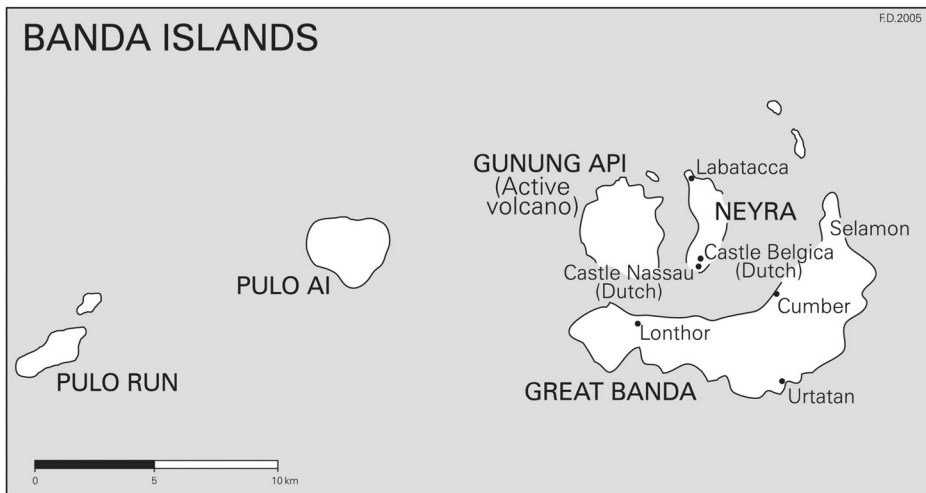 F.D.2005
BANDA ISLANDS
GUNUNG API
(Active
volcano)
Labatacca
NEYRA
Selamon
Castle Belgica
(Dutch)
Castle Nassau
(Dutch)
PULO AI
Cumber
Lonthor
PULO RUN
GREAT BANDA
Urtatan
0 5 10 km